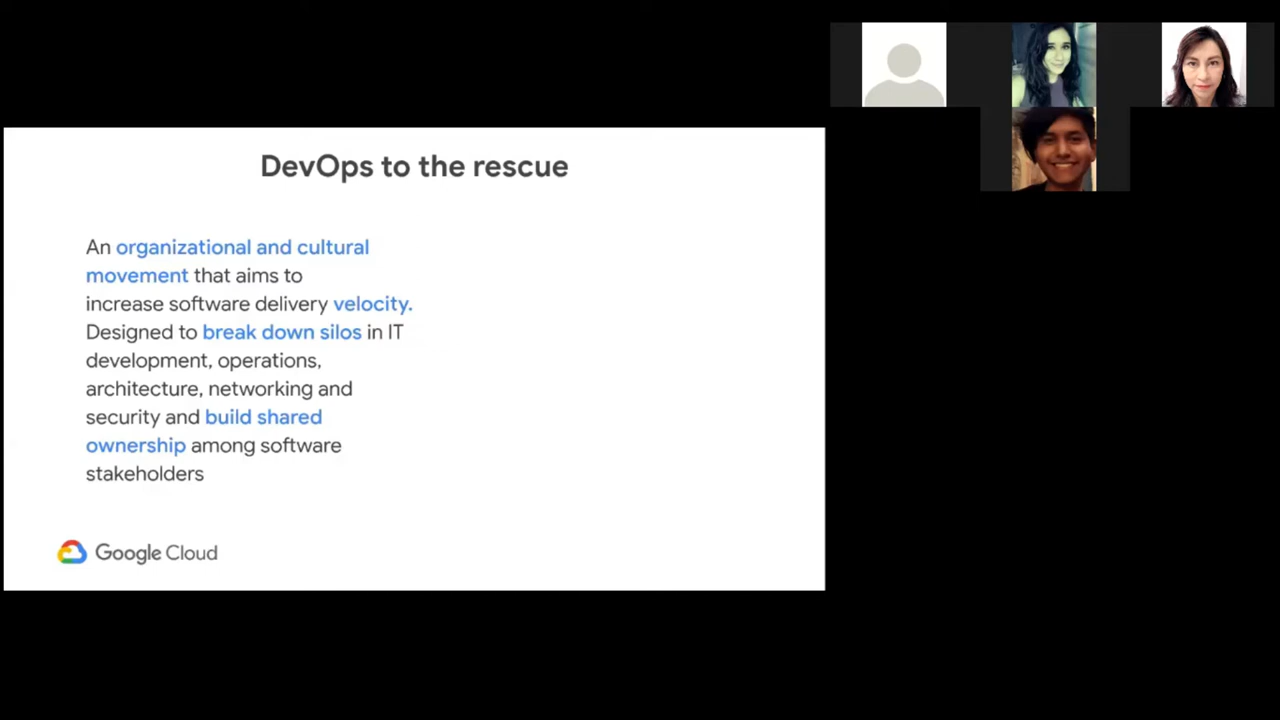 DevOps to the rescue
An organizational and cultural
movement that aims to
increase software delivery velocity.
Designed to break down silos in IT
development, operations,
architecture, networking and
security and build shared
ownership among software
stakeholders
Google Cloud